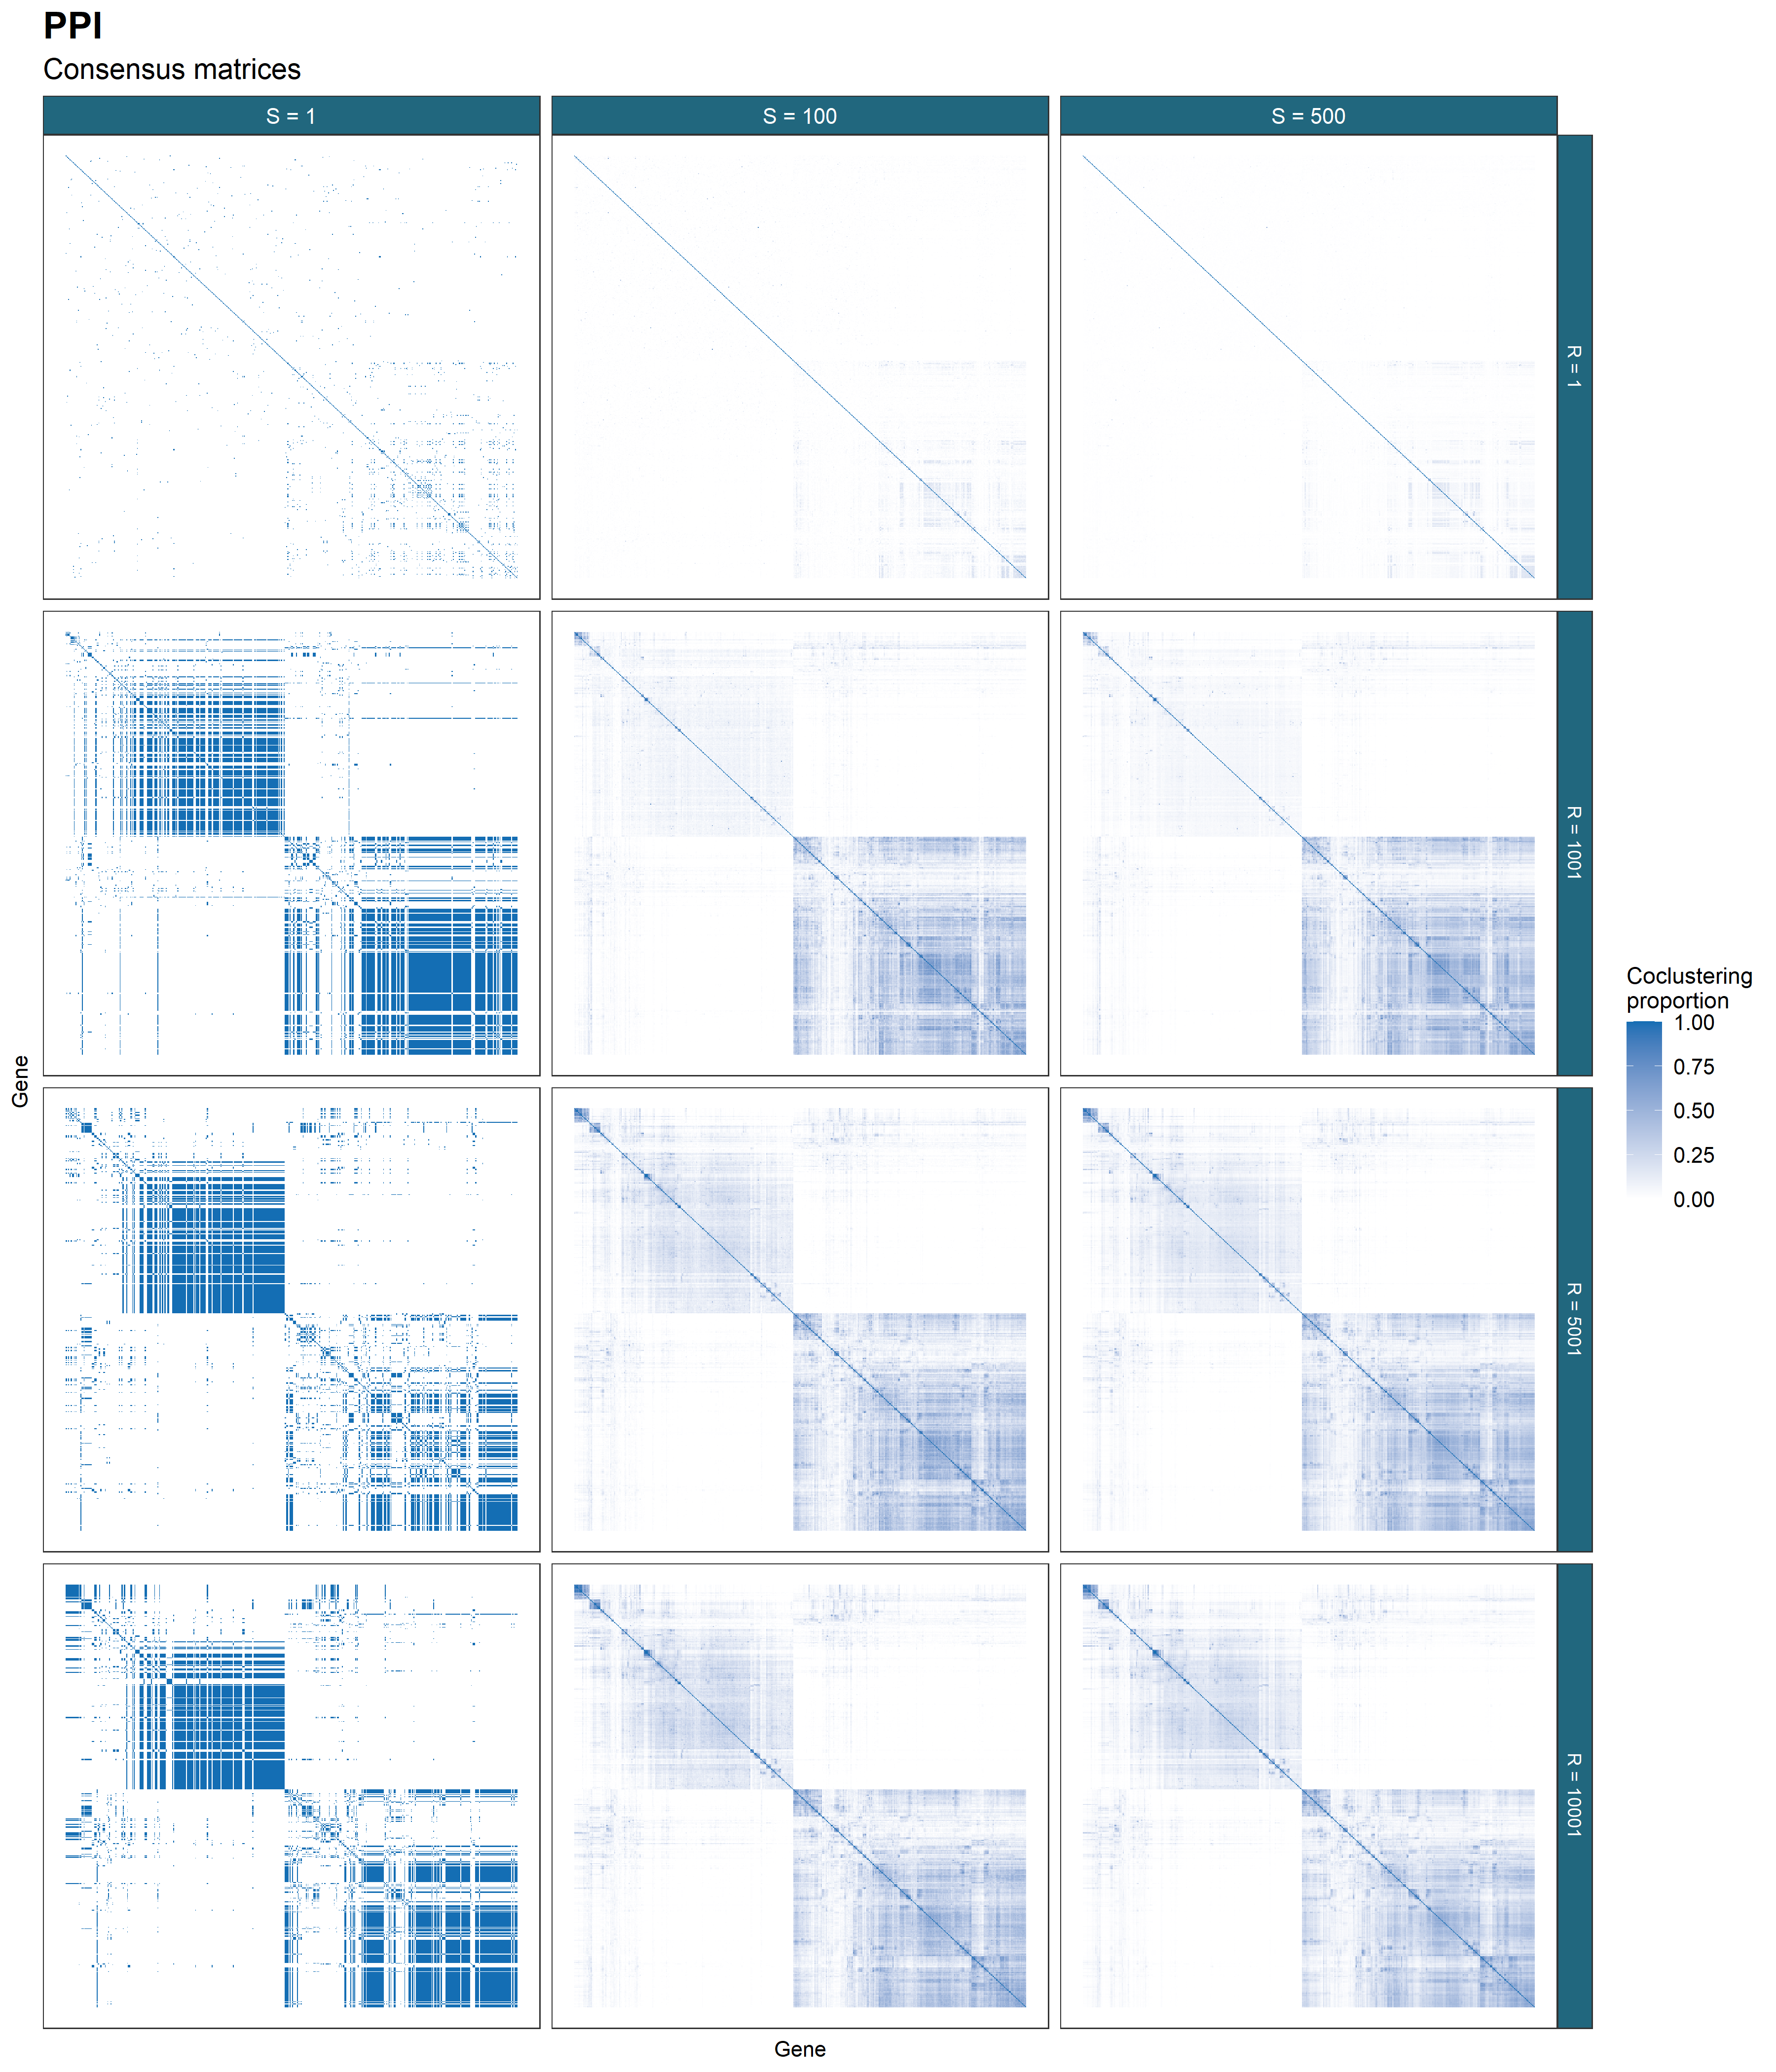 PPI
Consensus matrices
S = 1
S = 100
S = 500
R = 1
R = 1001
R = 5001
R = 10001
Gene
Gene
Coclustering
proportion
1.00
0.75
0.50
0.25
0.00